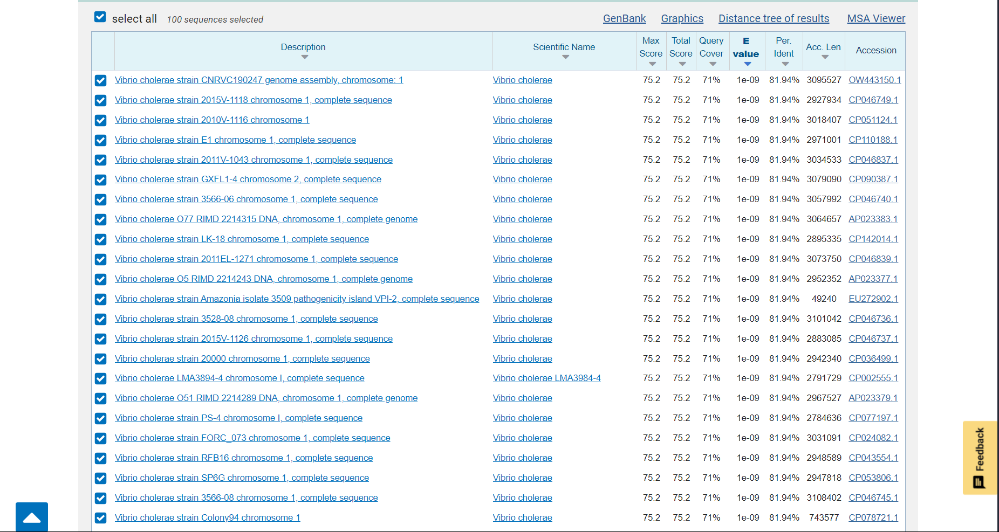 select all 100 sequences selected GenBank Graphics Distance tree of results MSA Viewer
Description Scientific Name Max Score Total Score Query Cover E value Per. Ident Acc. Len Accession
Vibrio cholerae strain CNRVC190247 genome assembly, chromosome: 1 Vibrio cholerae 75.2 75.2 71% 1e-09 81.94% 3095527 OW443150.1
Vibrio cholerae strain 2015V-1118 chromosome 1, complete sequence Vibrio cholerae 75.2 75.2 71% 1e-09 81.94% 2927934 CP046749.1
Vibrio cholerae strain 2010V-1116 chromosome 1 Vibrio cholerae 75.2 75.2 71% 1e-09 81.94% 3018407 CP051124.1
Vibrio cholerae strain E1 chromosome 1, complete sequence Vibrio cholerae 75.2 75.2 71% 1e-09 81.94% 2971001 CP110188.1
Vibrio cholerae strain 2011V-1043 chromosome 1, complete sequence Vibrio cholerae 75.2 75.2 71% 1e-09 81.94% 3034533 CP046837.1
Vibrio cholerae strain GXFL1-4 chromosome 2, complete sequence Vibrio cholerae 75.2 75.2 71% 1e-09 81.94% 3079090 CP090387.1
Vibrio cholerae strain 3566-06 chromosome 1, complete sequence Vibrio cholerae 75.2 75.2 71% 1e-09 81.94% 3057992 CP046740.1
Vibrio cholerae O77 RIMD 2214315 DNA, chromosome 1, complete genome Vibrio cholerae 75.2 75.2 71% 1e-09 81.94% 3064657 AP023383.1
Vibrio cholerae strain LK-18 chromosome 1, complete sequence Vibrio cholerae 75.2 75.2 71% 1e-09 81.94% 2895335 CP142014.1
Vibrio cholerae strain 2011EL-1271 chromosome 1, complete sequence Vibrio cholerae 75.2 75.2 71% 1e-09 81.94% 3073750 CP046839.1
Vibrio cholerae O5 RIMD 2214243 DNA, chromosome 1, complete genome Vibrio cholerae 75.2 75.2 71% 1e-09 81.94% 2952352 AP023377.1
Vibrio cholerae strain Amazonia isolate 3509 pathogenicity island VPI-2, complete sequence Vibrio cholerae 75.2 75.2 71% 1e-09 81.94% 49240 EU272902.1
Vibrio cholerae strain 3528-08 chromosome 1, complete sequence Vibrio cholerae 75.2 75.2 71% 1e-09 81.94% 3101042 CP046736.1
Vibrio cholerae strain 2015V-1126 chromosome 1, complete sequence Vibrio cholerae 75.2 75.2 71% 1e-09 81.94% 2883085 CP046737.1
Vibrio cholerae strain 20000 chromosome 1, complete sequence Vibrio cholerae 75.2 75.2 71% 1e-09 81.94% 2942340 CP036499.1
Vibrio cholerae LMA3894-4 chromosome I, complete sequence Vibrio cholerae LMA3984-4 75.2 75.2 71% 1e-09 81.94% 2791729 CP002555.1
Vibrio cholerae O51 RIMD 2214289 DNA, chromosome 1, complete genome Vibrio cholerae 75.2 75.2 71% 1e-09 81.94% 2967527 AP023379.1
Vibrio cholerae strain PS-4 chromosome I, complete sequence Vibrio cholerae 75.2 75.2 71% 1e-09 81.94% 2784636 CP077197.1
Vibrio cholerae strain FORC_073 chromosome 1, complete sequence Vibrio cholerae 75.2 75.2 71% 1e-09 81.94% 3031091 CP024082.1
Vibrio cholerae strain RFB16 chromosome 1, complete sequence Vibrio cholerae 75.2 75.2 71% 1e-09 81.94% 2948589 CP043554.1
Vibrio cholerae strain SP6G chromosome 1, complete sequence Vibrio cholerae 75.2 75.2 71% 1e-09 81.94% 2947818 CP053806.1
Vibrio cholerae strain 3566-08 chromosome 1, complete sequence Vibrio cholerae 75.2 75.2 71% 1e-09 81.94% 3108402 CP046745.1
Vibrio cholerae strain Colony94 chromosome 1 Vibrio cholerae 75.2 75.2 71% 1e-09 81.94% 743577 CP078721.1
Feedback